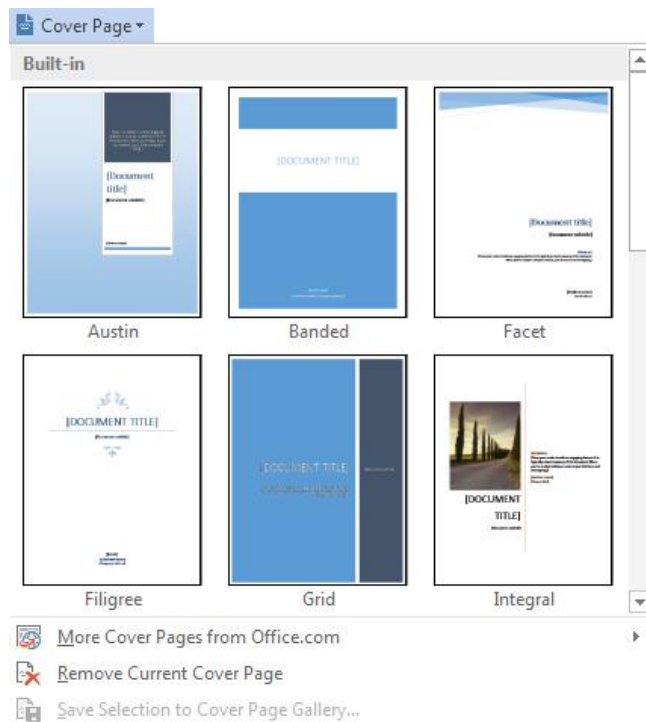 Cover Page
Built-in
[Document
title]
[DOCUMENT TITLE]
[Document title]
Austin
Banded
Facet
[DOCUMENT TITLE]
[DOCUMENT TITLE]
[DOCUMENT
TITLE]
Filigree
Grid
Integral
More Cover Pages from Office.com
Remove Current Cover Page
Save Selection to Cover Page Gallery...